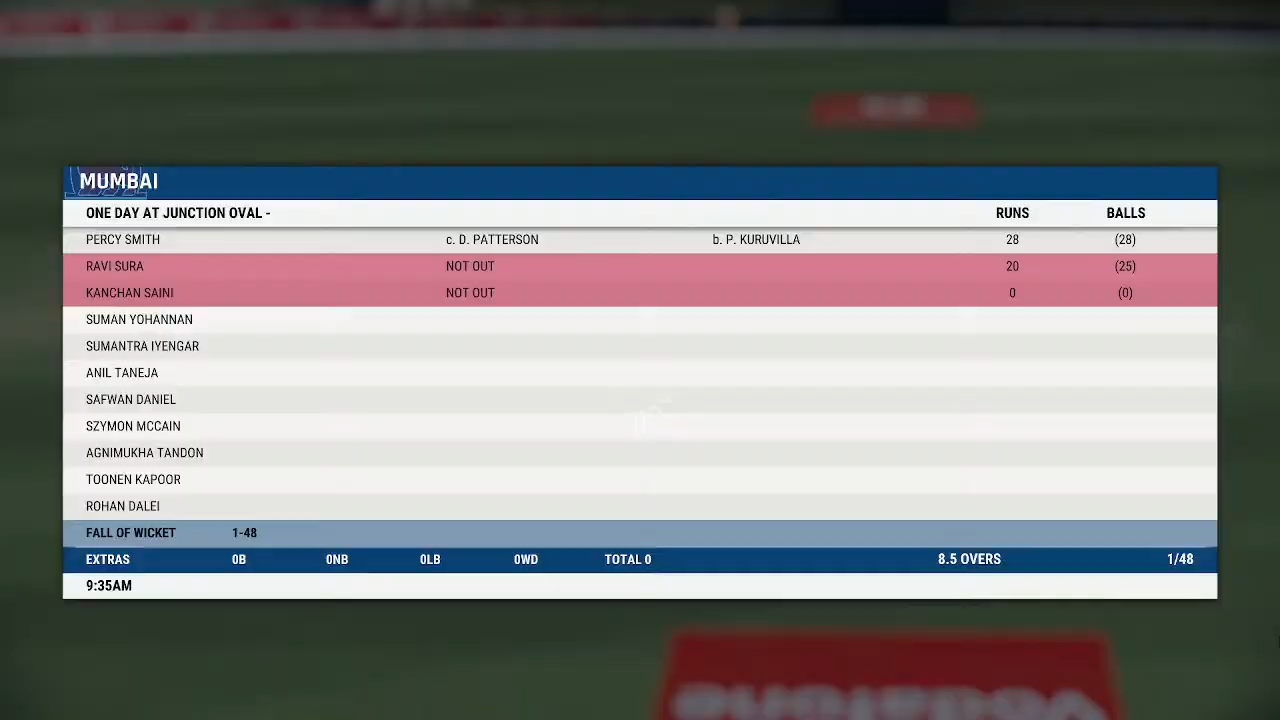 MUMBAI
ONE DAY AT JUNCTION OVAL - RUNS BALLS
PERCY SMITH c. D. PATTERSON b. P. KURUVILLA 28 (28)
RAVI SURA NOT OUT 20 (25)
KANCHAN SAINI NOT OUT 0 (0)
SUMAN YOHANNAN
SUMANTRA IYENGAR
ANIL TANEJA
SAFWAN DANIEL
SZYMON MCCAIN
AGNIMUKHA TANDON
TOONEN KAPOOR
ROHAN DALEI
FALL OF WICKET 1-48
EXTRAS 0B 0NB 0LB 0WD TOTAL 0 8.5 OVERS 1/48
9:35AM